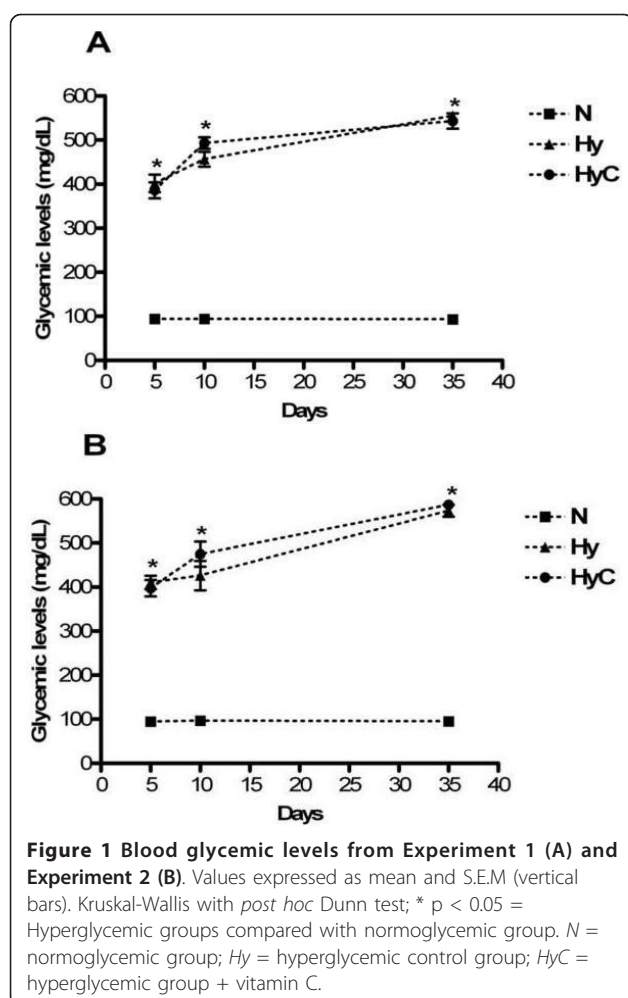 A
600
500
400
300
200
100
0
Glycemic levels (mg/dL)
* * *
0 5 10 15 20 25 30 35 40
Days
N
Hy
HyC
B
600
500
400
300
200
100
0
Glycemic levels (mg/dL)
* * *
0 5 10 15 20 25 30 35 40
Days
N
Hy
HyC
Figure 1 Blood glycemic levels from Experiment 1 (A) and
Experiment 2 (B). Values expressed as mean and S.E.M (vertical
bars). Kruskal-Wallis with post hoc Dunn test; * p < 0.05 =
Hyperglycemic groups compared with normoglycemic group. N =
normoglycemic group; Hy = hyperglycemic control group; HyC =
hyperglycemic group + vitamin C.